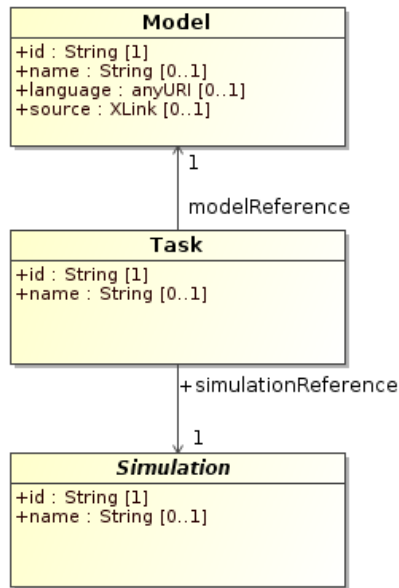 Model
+id : String [1]
+name : String [0..1]
+language : anyURI [0..1]
+source : XLink [0..1]
1
modelReference
Task
+id : String [1]
+name : String [0..1]
+simulationReference
1
Simulation
+id : String [1]
+name : String [0..1]